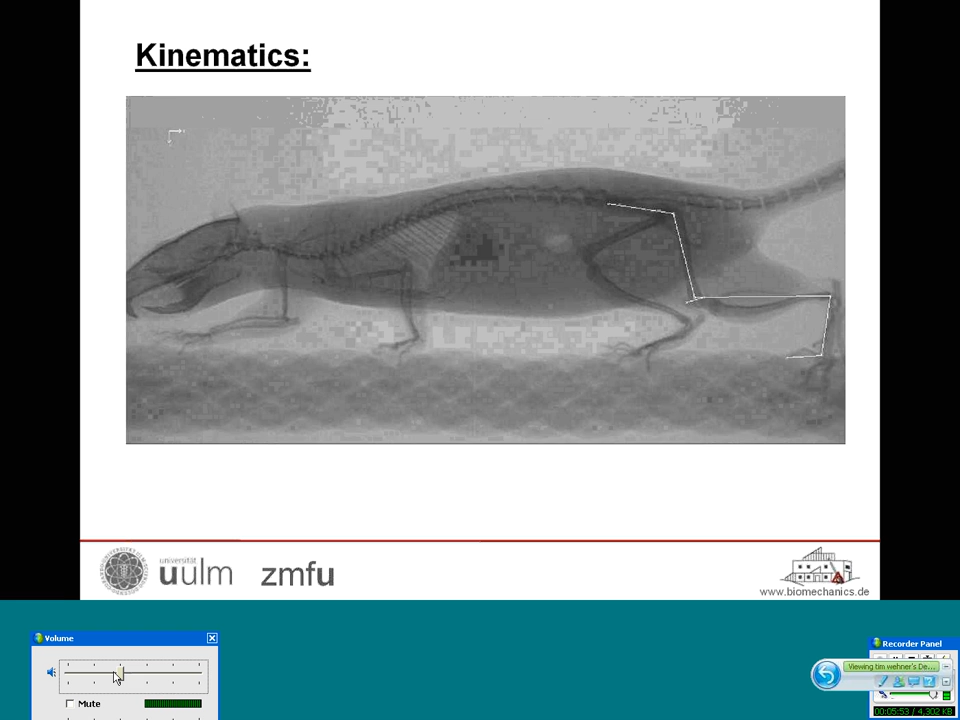 Kinematics:
universität
uulm
zmfu
www.biomechanics.de
Volume
Mute
Recorder Panel
Viewing tim wehner's De...
00:05:53 / 4,302 KB